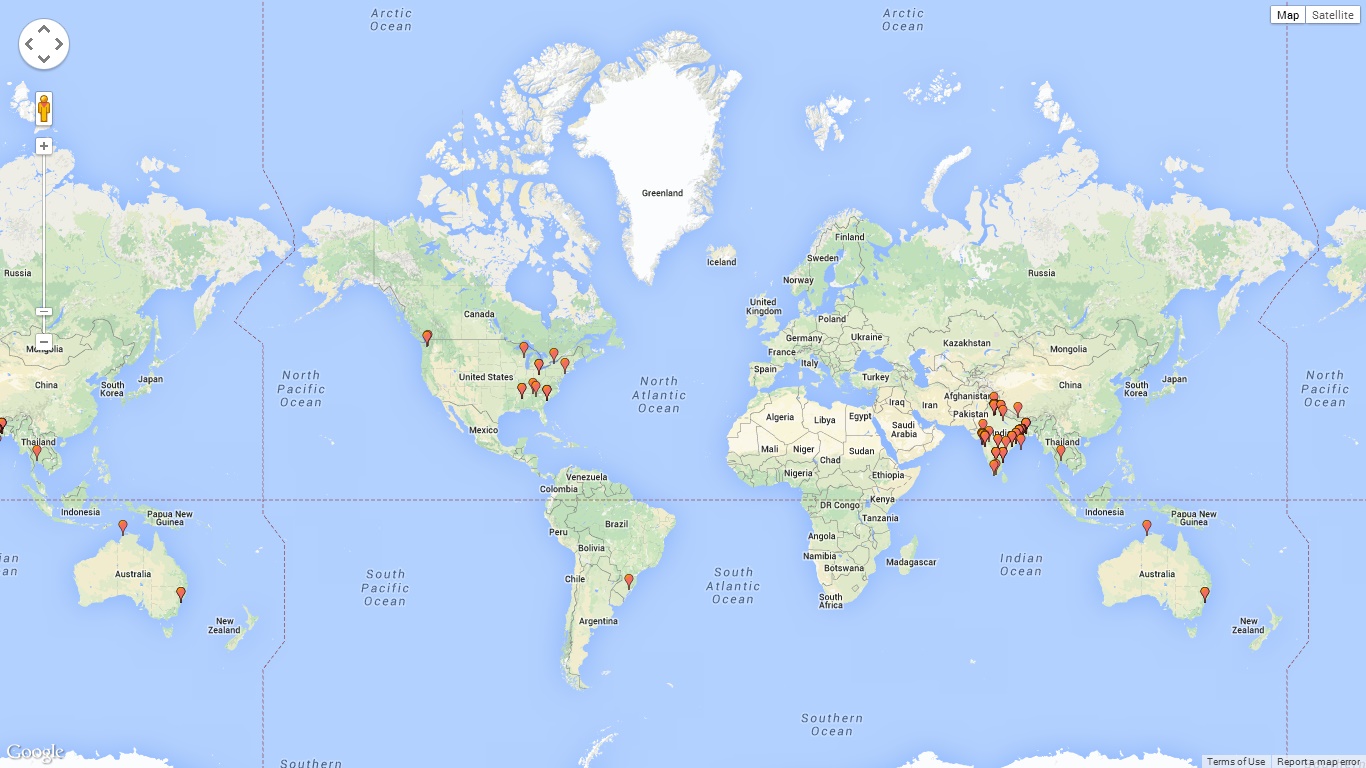 Arctic
Ocean
Arctic
Ocean
Map
Satellite
Greenland
Finland
Iceland
Sweden
Russia
Russia
Norway
United
Kingdom
Canada
Poland
Germany
Ukraine
Kazakhstan
Mongolia
Mongolia
France
Italy
Spain
Turkey
North
Pacific
Ocean
United States
North
Atlantic
Ocean
China
South
Korea
Japan
China
South
Korea
Japan
North
Pacific
Ocean
Afghanistan
Iraq
Iran
Pakistan
Algeria
Libya
Egypt
Saudi
Arabia
Mexico
India
Thailand
Thailand
Mali
Niger
Sudan
Chad
Nigeria
Ethiopia
Venezuela
Colombia
Kenya
DR Congo
Tanzania
Indonesia
Papua New
Guinea
Indonesia
Papua New
Guinea
Brazil
Peru
Angola
Bolivia
Namibia
Madagascar
Botswana
ian
an
Australia
Chile
South
Pacific
Ocean
South
Atlantic
Ocean
Indian
Ocean
Australia
South
Africa
Argentina
New
Zealand
New
Zealand
Southern
Ocean
Google
Southern
Terms of Use
Report a map error